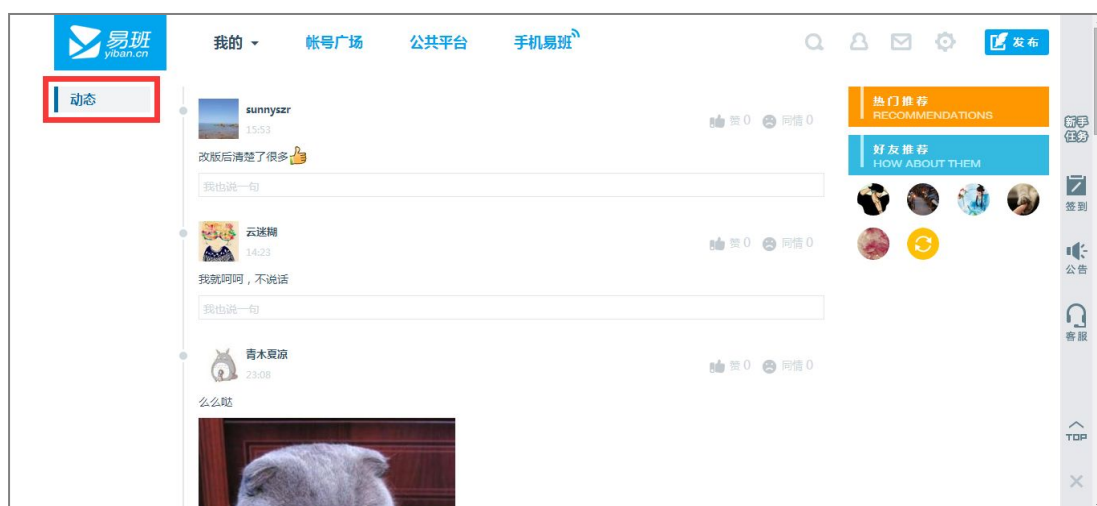 易班
yiban.cn
我的
帐号广场
公共平台
手机易班
发布
动态
sunnyszr
15:53
赞 0
同情 0
改版后清楚了很多
我也说一句
云迷糊
14:23
赞 0
同情 0
我就呵呵，不说话
我也说一句
青木夏凉
23:08
赞 0
同情 0
么么哒
热门推荐
RECOMMENDATIONS
好友推荐
HOW ABOUT THEM
新手
任务
签到
公告
客服
TOP